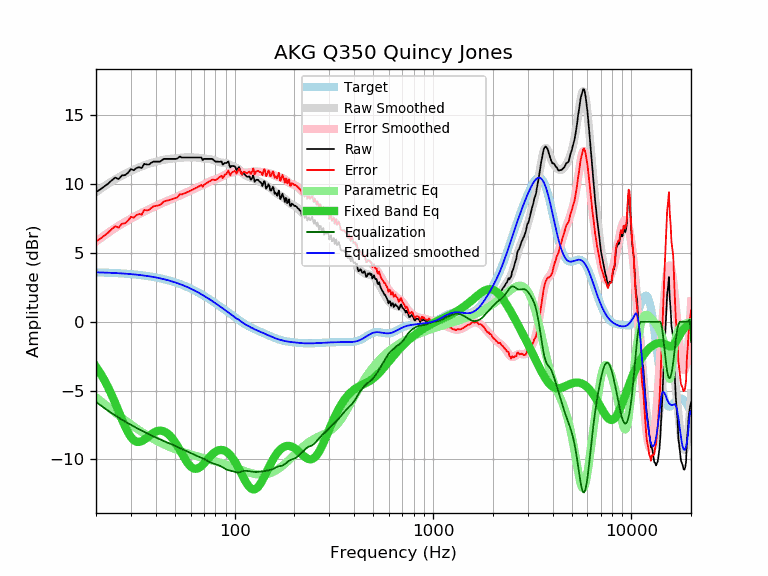 AKG Q350 Quincy Jones
Target
Raw Smoothed
Error Smoothed
Raw
Error
Parametric Eq
Fixed Band Eq
Equalization
Equalized smoothed
15
10
5
0
−5
−10
Amplitude (dBr)
100
1000
10000
Frequency (Hz)